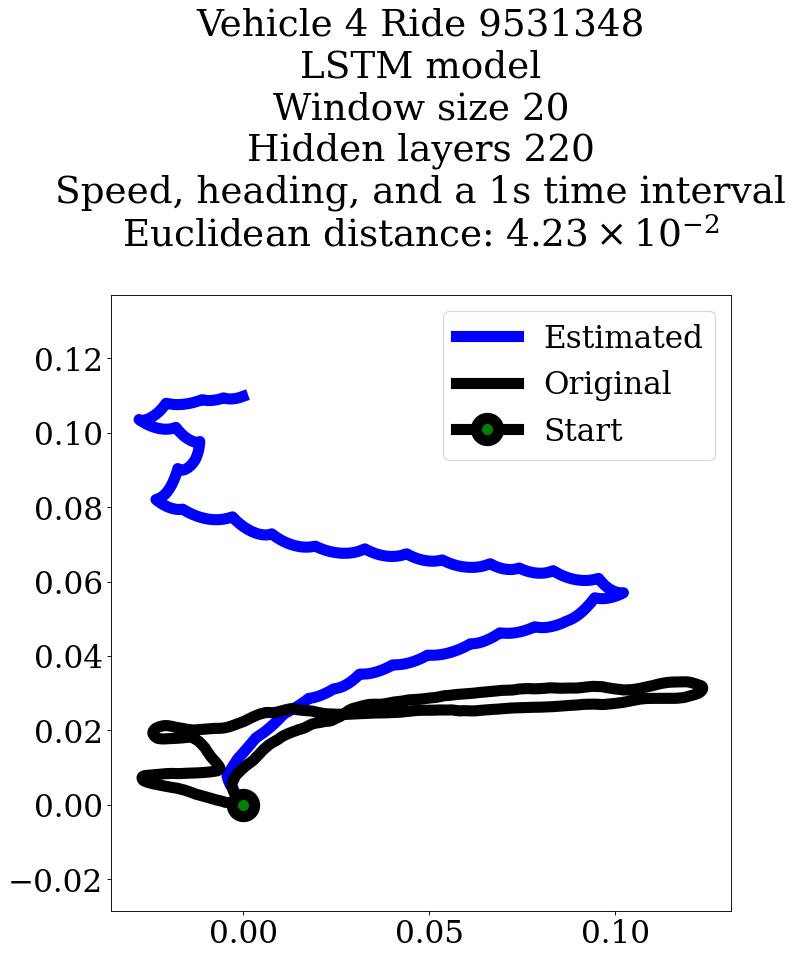 Vehicle 4 Ride 9531348
LSTM model
Window size 20
Hidden layers 220
Speed, heading, and a 1s time interval
Euclidean distance: 4.23 × 10⁻²
Estimated
Original
Start
0.12
0.10
0.08
0.06
0.04
0.02
0.00
−0.02
0.00 0.05 0.10